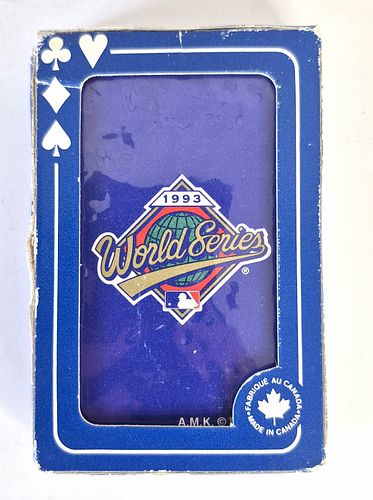 1993
World Series
®
A.M.K. ©
FABRIQUÉ AU CANADA
MADE IN CANADA